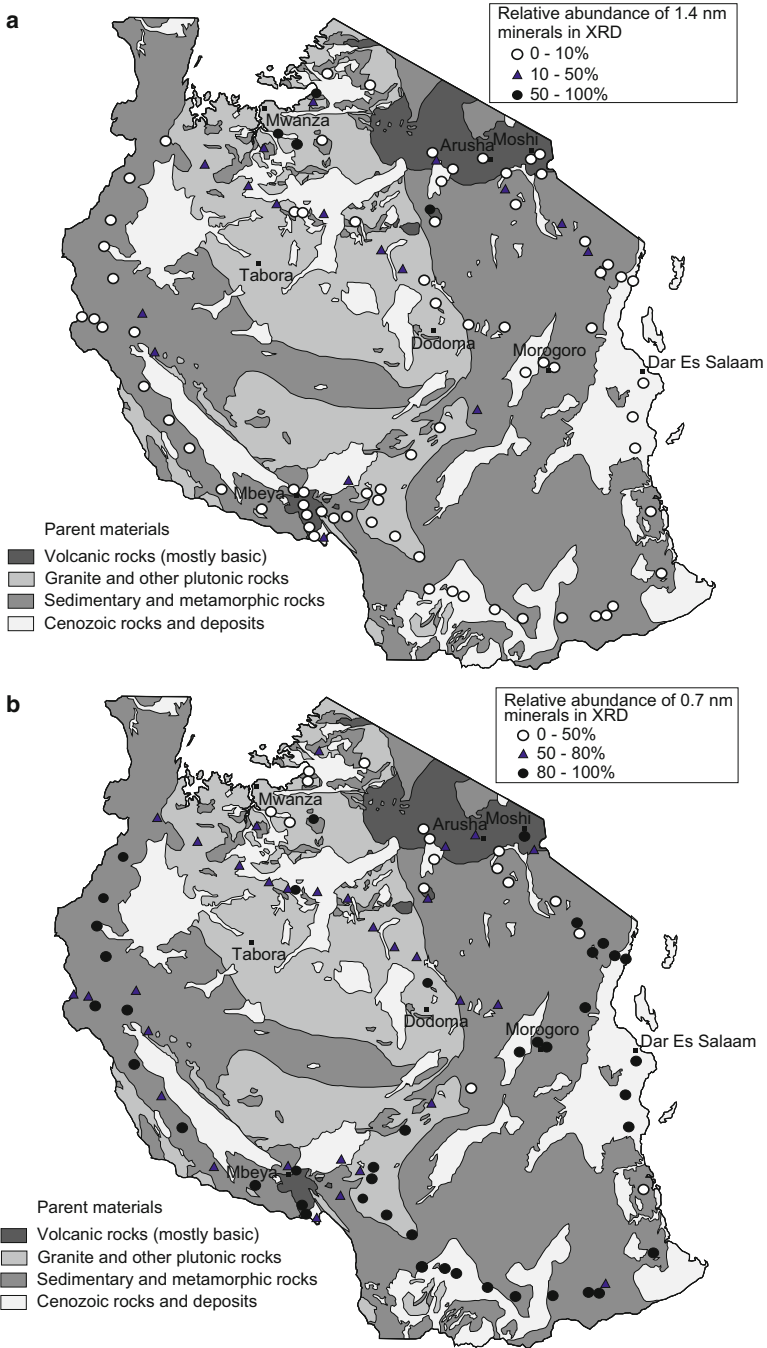 a
Relative abundance of 1.4 nm
minerals in XRD
0 - 10%
10 - 50%
50 - 100%
Mwanza
Arusha
Moshi
Tabora
Dodoma
Morogoro
Dar Es Salaam
Mbeya
Parent materials
Volcanic rocks (mostly basic)
Granite and other plutonic rocks
Sedimentary and metamorphic rocks
Cenozoic rocks and deposits
b
Relative abundance of 0.7 nm
minerals in XRD
0 - 50%
50 - 80%
80 - 100%
Mwanza
Arusha
Moshi
Tabora
Dodoma
Morogoro
Dar Es Salaam
Mbeya
Parent materials
Volcanic rocks (mostly basic)
Granite and other plutonic rocks
Sedimentary and metamorphic rocks
Cenozoic rocks and deposits